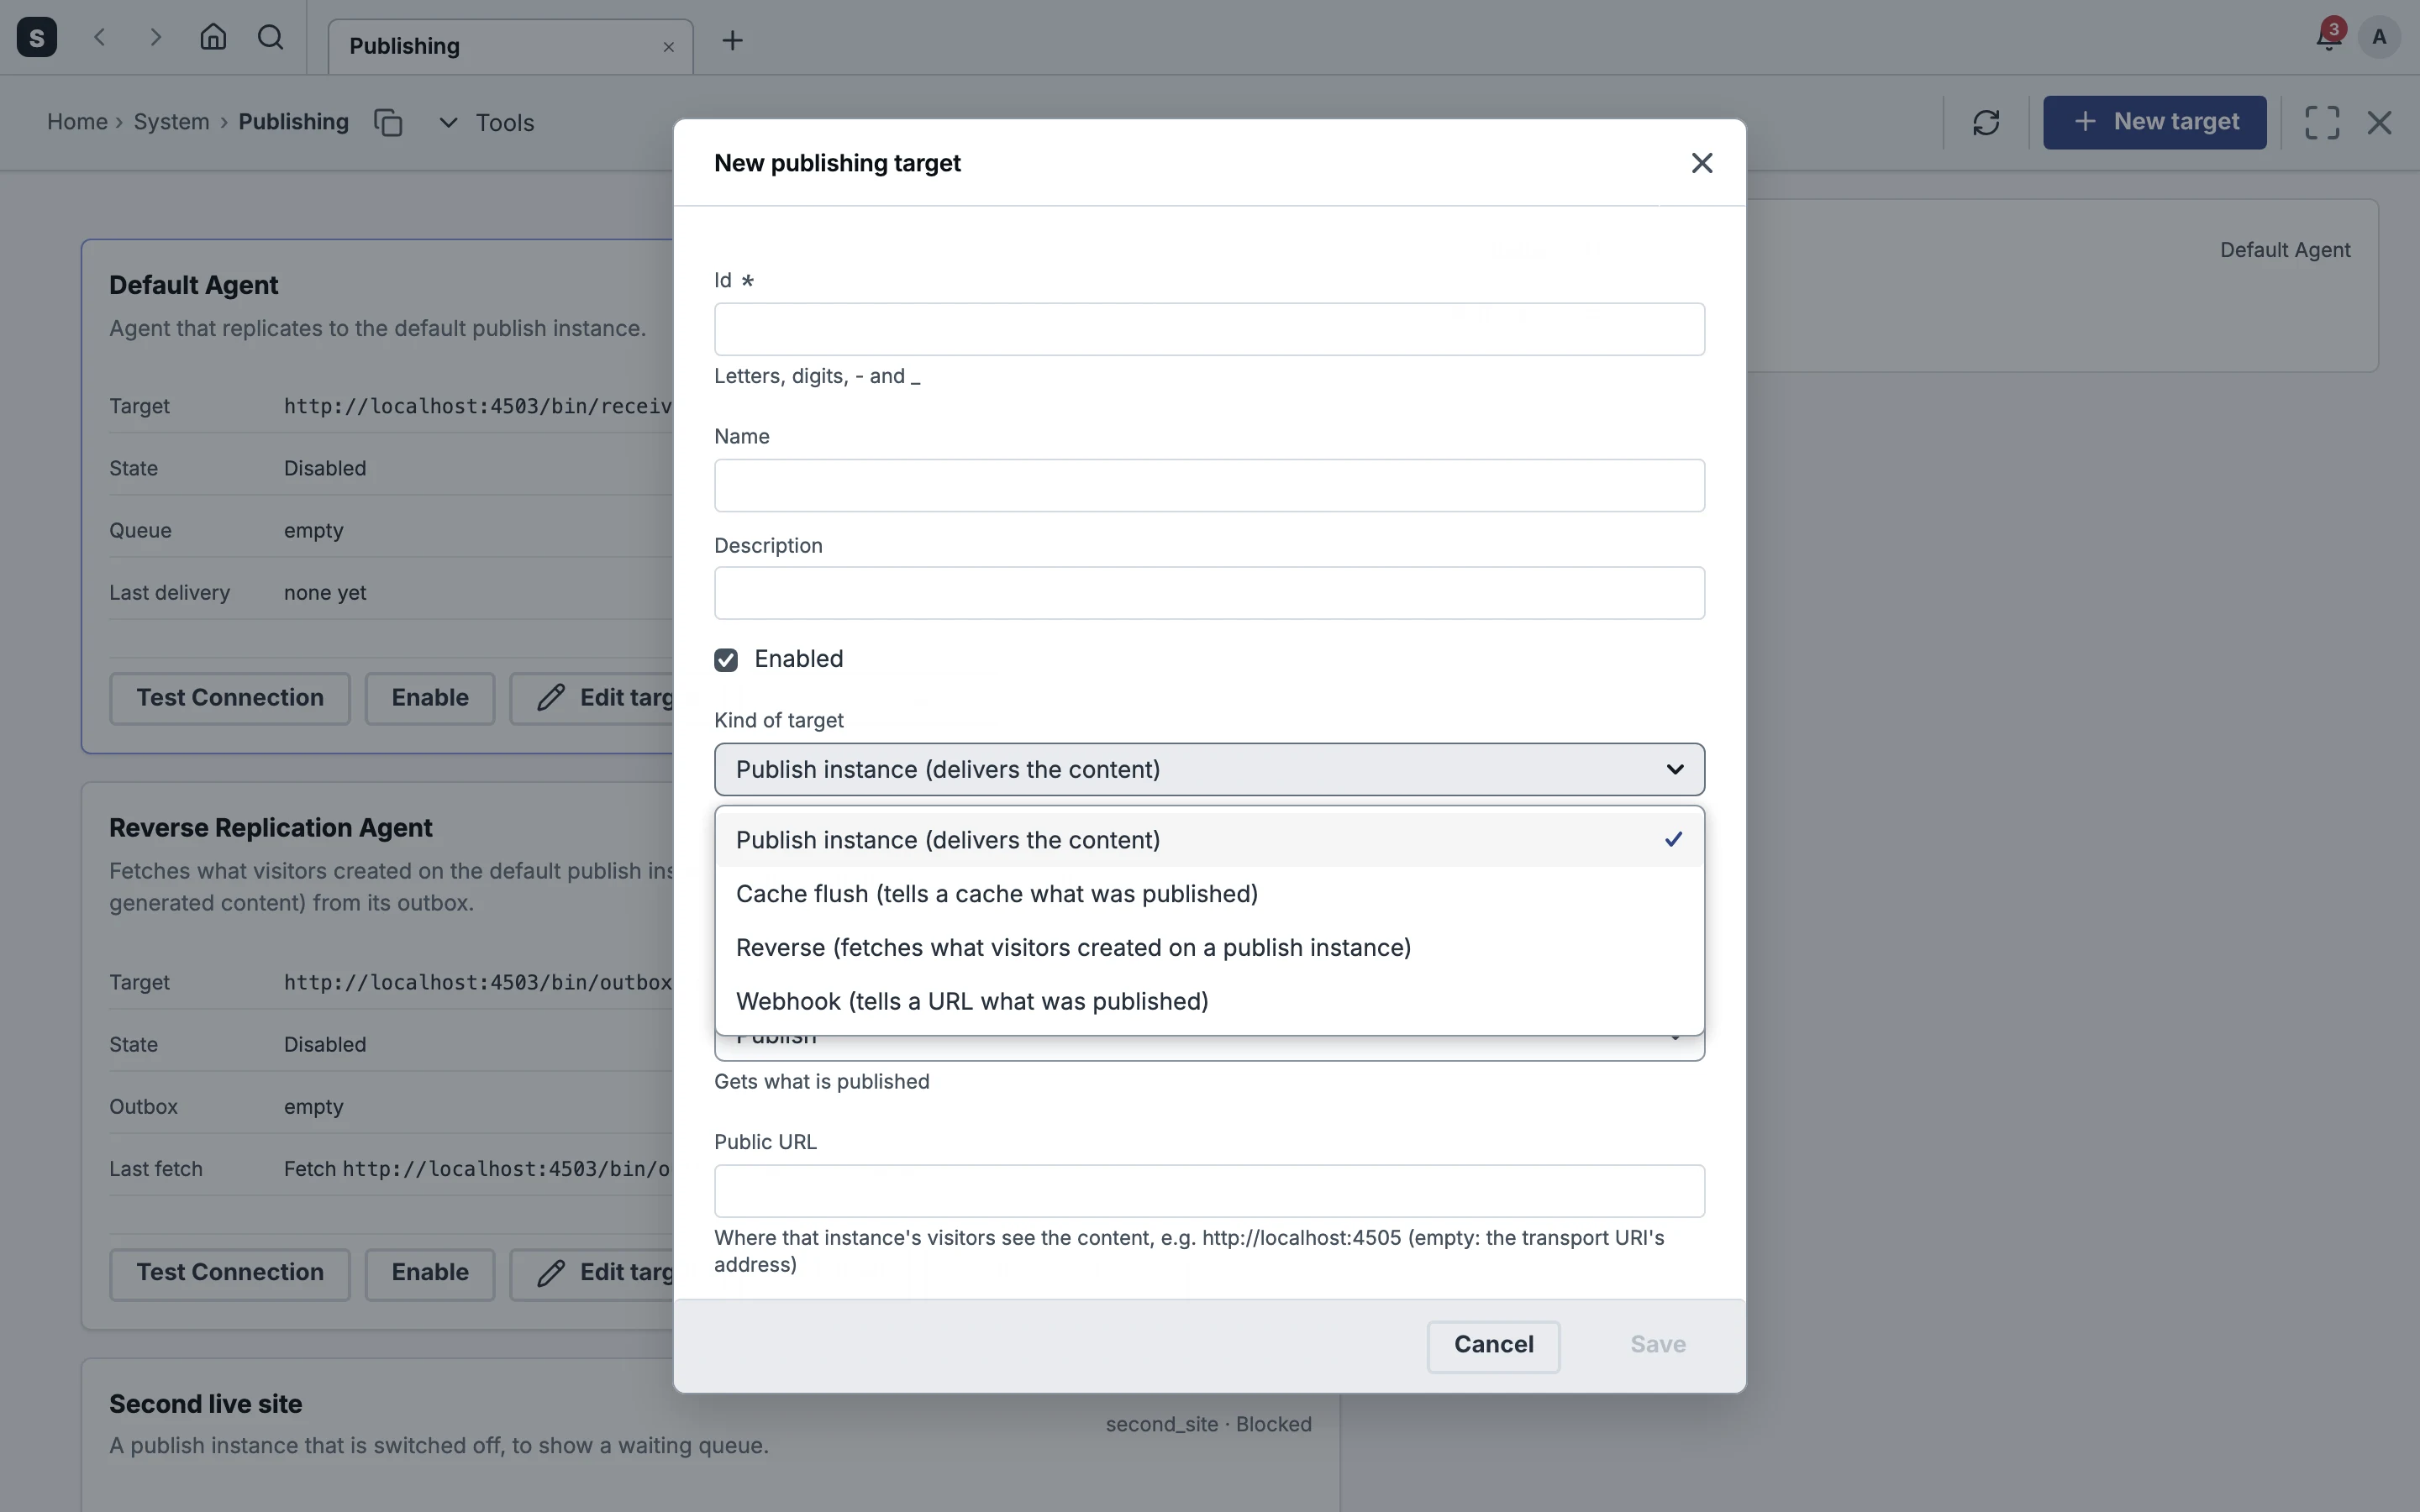 S
Publishing
3
A
Home › System › Publishing
Tools
New target
New publishing target
Default Agent
Default Agent
Agent that replicates to the default publish instance.
Target http://localhost:4503/bin/receiv
State Disabled
Queue empty
Last delivery none yet
Test Connection
Enable
Edit targ
Reverse Replication Agent
Fetches what visitors created on the default publish ins
generated content) from its outbox.
Target http://localhost:4503/bin/outbox
State Disabled
Outbox empty
Last fetch Fetch http://localhost:4503/bin/o
Test Connection
Enable
Edit targ
Second live site
A publish instance that is switched off, to show a waiting queue.
second_site · Blocked
Id *
Letters, digits, - and _
Name
Description
Enabled
Kind of target
Publish instance (delivers the content)
Publish instance (delivers the content)
Cache flush (tells a cache what was published)
Reverse (fetches what visitors created on a publish instance)
Webhook (tells a URL what was published)
Publish
Gets what is published
Public URL
Where that instance's visitors see the content, e.g. http://localhost:4505 (empty: the transport URI's
address)
Cancel
Save